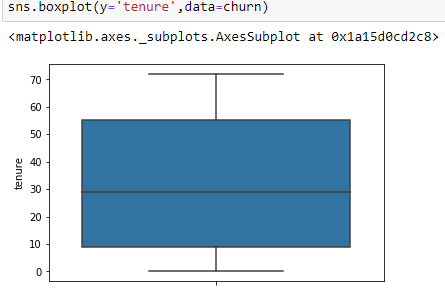 sns.boxplot(y='tenure',data=churn)
<matplotlib.axes._subplots.AxesSubplot at 0x1a15d0cd2c8>
70
60
50
40
30
20
10
0
tenure